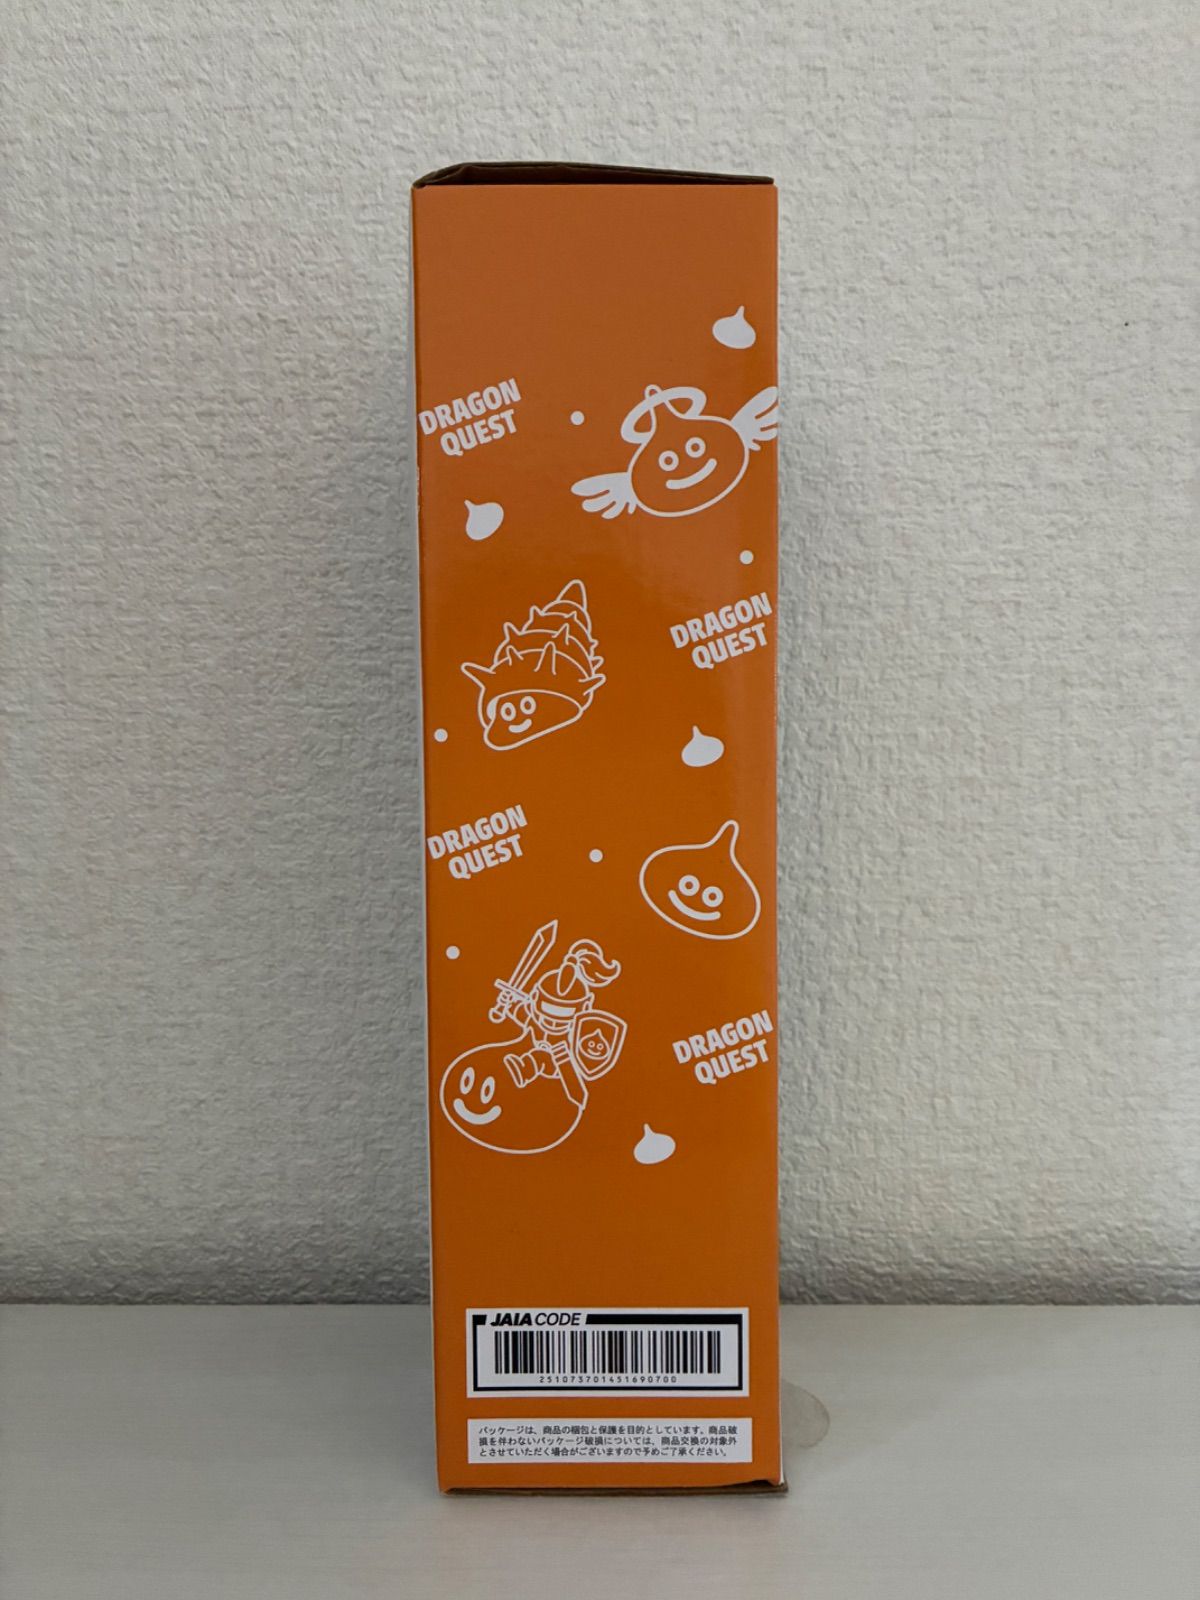 DRAGON
QUEST
DRAGON
QUEST
DRAGON
QUEST
DRAGON
QUEST
JAIA CODE
251073701451690700
パッケージは、商品の梱包と保護を目的としています。商品破
損を伴わないパッケージ破損については、商品交換の対象外
とさせていただく場合がございますので予めご了承ください。